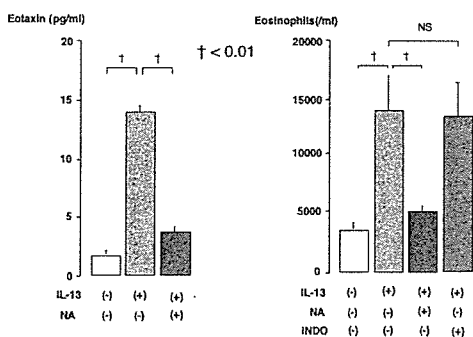 Eotaxin (pg/ml)
20
15
10
5
0
† †
† < 0.01
IL-13 (-) (+) (+)
NA (-) (-) (+)
Eosinophils(/ml)
20000
15000
10000
5000
0
NS
† †
IL-13 (-) (+) (+) (+)
NA (-) (-) (+) (-)
INDO (-) (-) (-) (+)